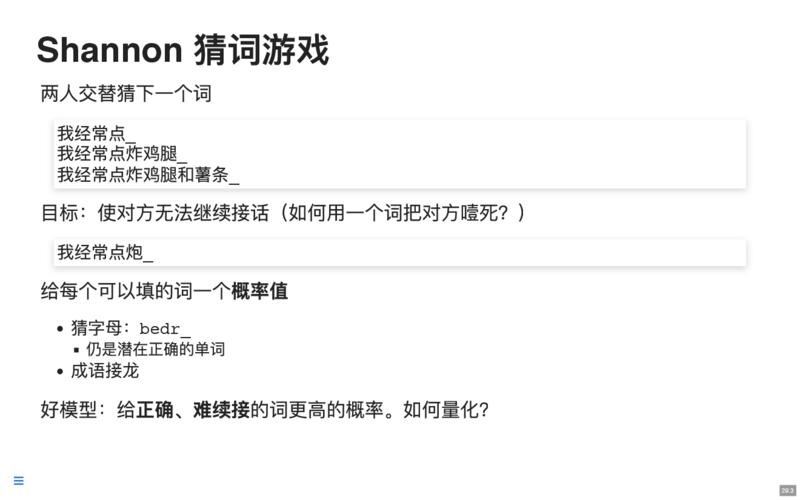 Shannon 猜词游戏
两人交替猜下一个词
我经常点_
我经常点炸鸡腿_
我经常点炸鸡腿和薯条_
目标：使对方无法继续接话（如何用一个词把对方噎死？）
我经常点炮_
给每个可以填的词一个概率值
猜字母：bedr_
仍是潜在正确的单词
成语接龙
好模型：给正确、难续接的词更高的概率。如何量化？
29.3